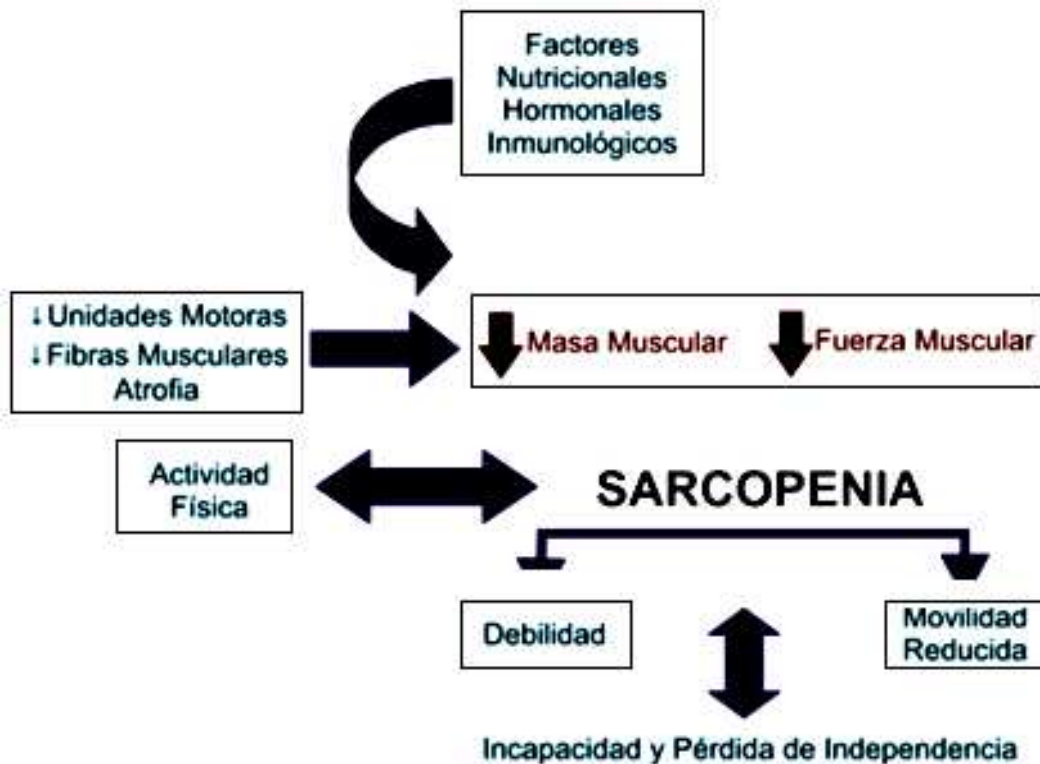 Factores
Nutricionales
Hormonales
Inmunológicos
↓Unidades Motoras
↓Fibras Musculares
Atrofia
Masa Muscular
Fuerza Muscular
Actividad
Física
SARCOPENIA
Debilidad
Movilidad
Reducida
Incapacidad y Pérdida de Independencia